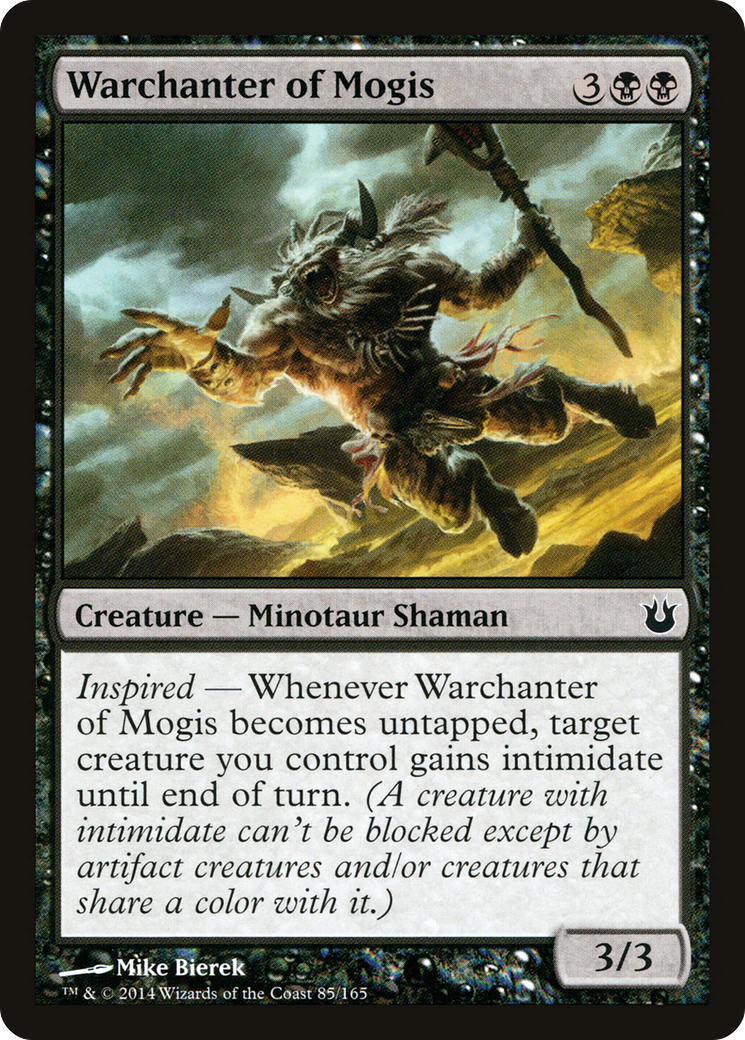 Warchanter of Mogis 3
Creature — Minotaur Shaman
Inspired — Whenever Warchanter
of Mogis becomes untapped, target
creature you control gains intimidate
until end of turn. (A creature with
intimidate can't be blocked except by
artifact creatures and/or creatures that
share a color with it.)
3/3
Mike Bierek
™ & © 2014 Wizards of the Coast 85/165